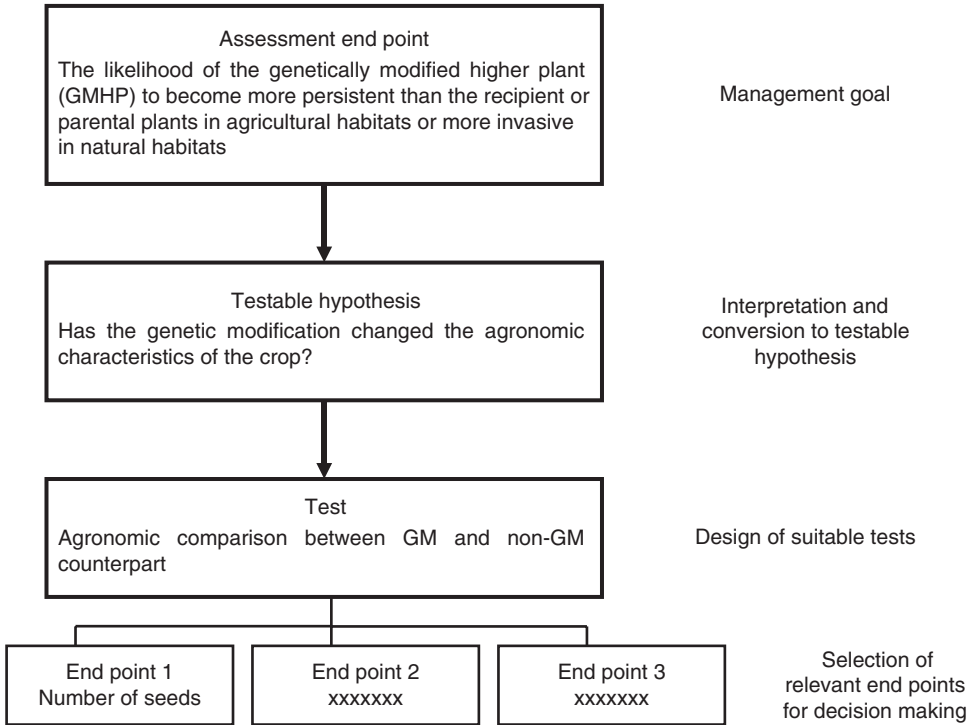 Assessment end point
The likelihood of the genetically modified higher plant
(GMHP) to become more persistent than the recipient or
parental plants in agricultural habitats or more invasive
in natural habitats
Management goal
Testable hypothesis
Has the genetic modification changed the agronomic
characteristics of the crop?
Interpretation and
conversion to testable
hypothesis
Test
Agronomic comparison between GM and non-GM
counterpart
Design of suitable tests
End point 1
Number of seeds
End point 2
xxxxxxx
End point 3
xxxxxxx
Selection of
relevant end points
for decision making